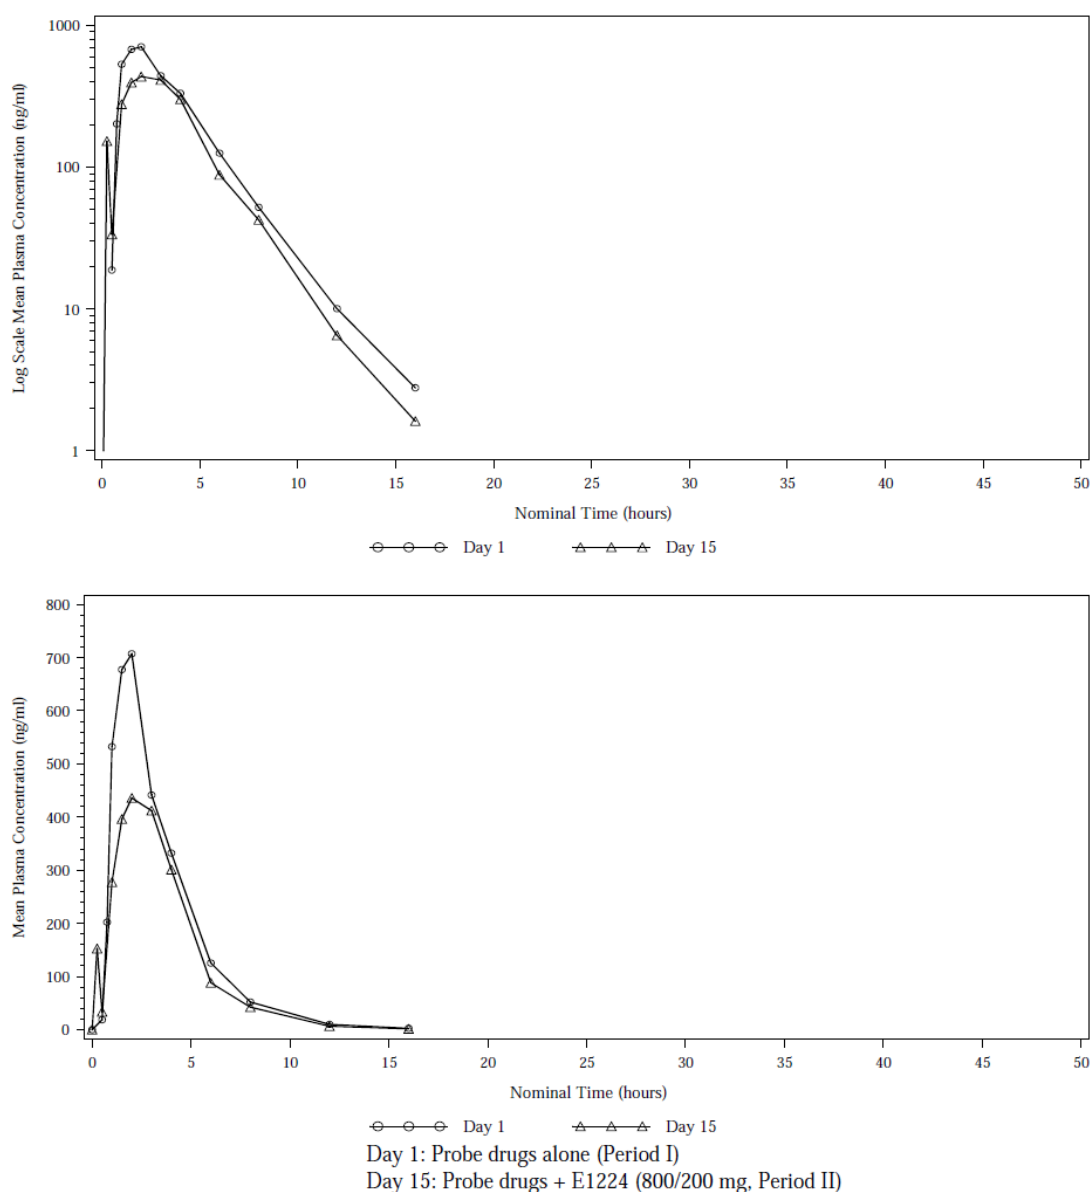 1000
100
10
1
Log Scale Mean Plasma Concentration (ng/ml)
0 5 10 15 20 25 30 35 40 45 50
Nominal Time (hours)
Day 1 Day 15
800
700
600
500
400
300
200
100
0
Mean Plasma Concentration (ng/ml)
0 5 10 15 20 25 30 35 40 45 50
Nominal Time (hours)
Day 1 Day 15
Day 1: Probe drugs alone (Period I)
Day 15: Probe drugs + E1224 (800/200 mg, Period II)